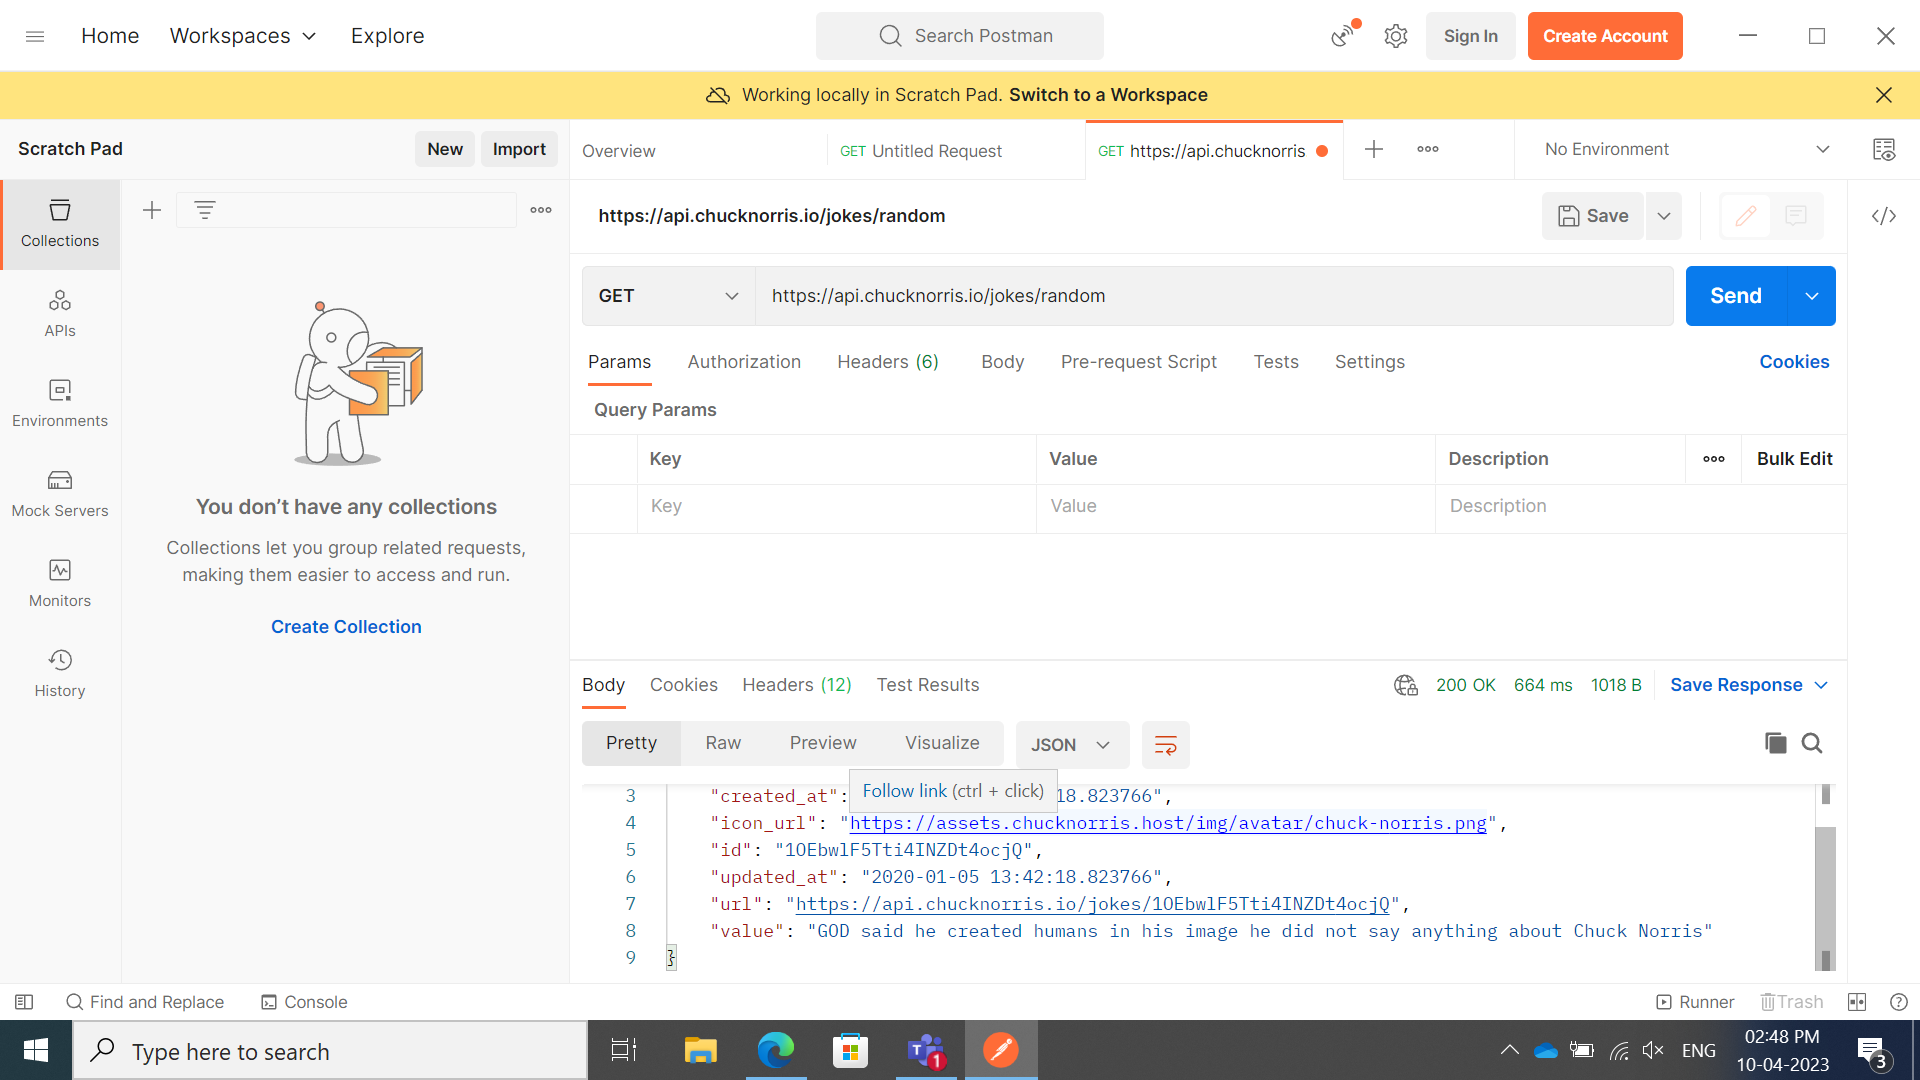 Home Workspaces Explore Search Postman Sign In Create Account
Working locally in Scratch Pad. Switch to a Workspace
Scratch Pad New Import
Overview GET Untitled Request GET https://api.chucknorris No Environment
Collections
APIs
Environments
Mock Servers
Monitors
History
You don’t have any collections
Collections let you group related requests,
making them easier to access and run.
Create Collection
https://api.chucknorris.io/jokes/random Save
GET https://api.chucknorris.io/jokes/random Send
Params Authorization Headers (6) Body Pre-request Script Tests Settings Cookies
Query Params
Key Value Description Bulk Edit
Key Value Description
Body Cookies Headers (12) Test Results 200 OK 664 ms 1018 B Save Response
Pretty Raw Preview Visualize JSON
Follow link (ctrl + click)
3 "created_at": 18.823766",
4 "icon_url": "https://assets.chucknorris.host/img/avatar/chuck-norris.png",
5 "id": "1OEbwlF5Tti4INZDt4ocjQ",
6 "updated_at": "2020-01-05 13:42:18.823766",
7 "url": "https://api.chucknorris.io/jokes/1OEbwlF5Tti4INZDt4ocjQ",
8 "value": "GOD said he created humans in his image he did not say anything about Chuck Norris"
9 }
Find and Replace Console Runner Trash
Type here to search T 1 ENG 02:48 PM 3
10-04-2023